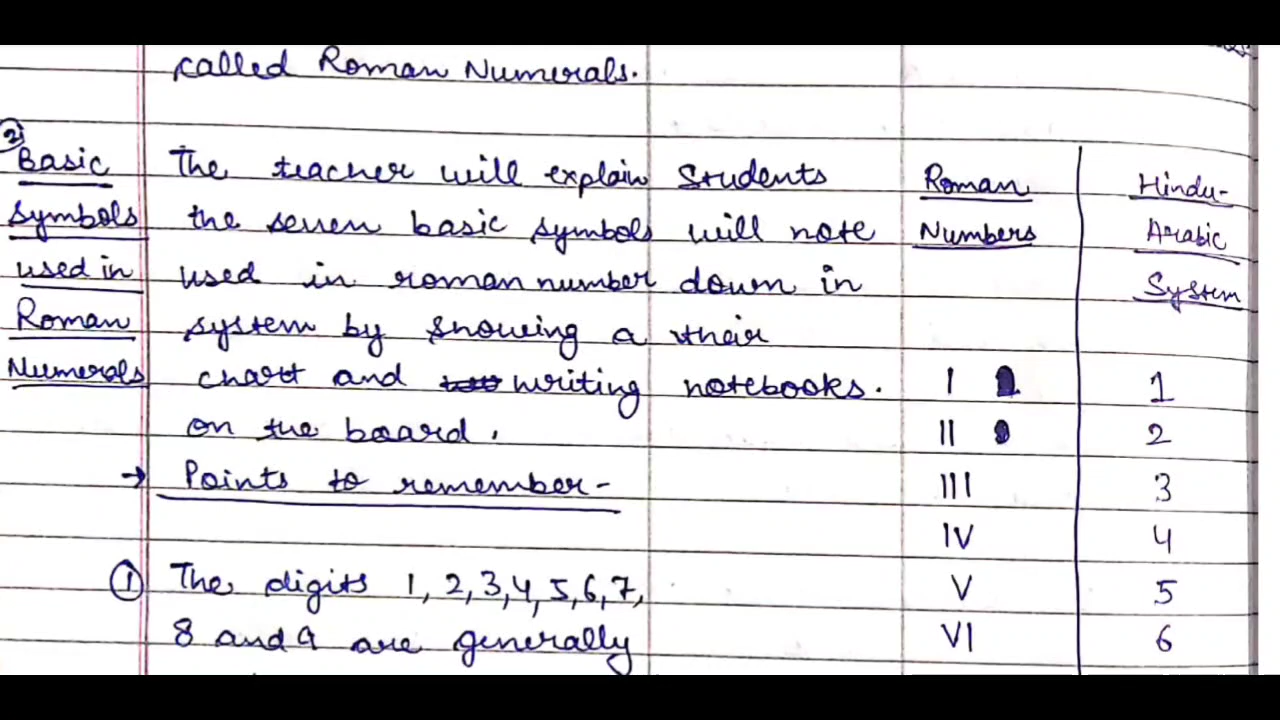 called Roman Numerals.
②
Basic
symbols
used in
Roman
Numerals
The teacher will explain
the seven basic symbols
used in roman number
system by showing a
chart and writing
on the board.
→ Points to remember-
① The digits 1, 2, 3, 4, 5, 6, 7,
8 and 9 are generally
Students
will note
down in
their
notebooks.
Roman Hindu-
Numbers Arabic
System
I 1
II 2
III 3
IV 4
V 5
VI 6